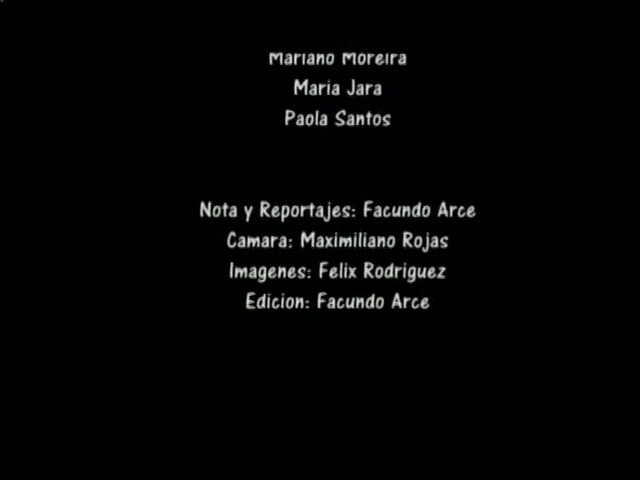 Mariano Moreira
Maria Jara
Paola Santos
Nota y Reportajes: Facundo Arce
Camara: Maximiliano Rojas
Imagenes: Felix Rodriguez
Edicion: Facundo Arce